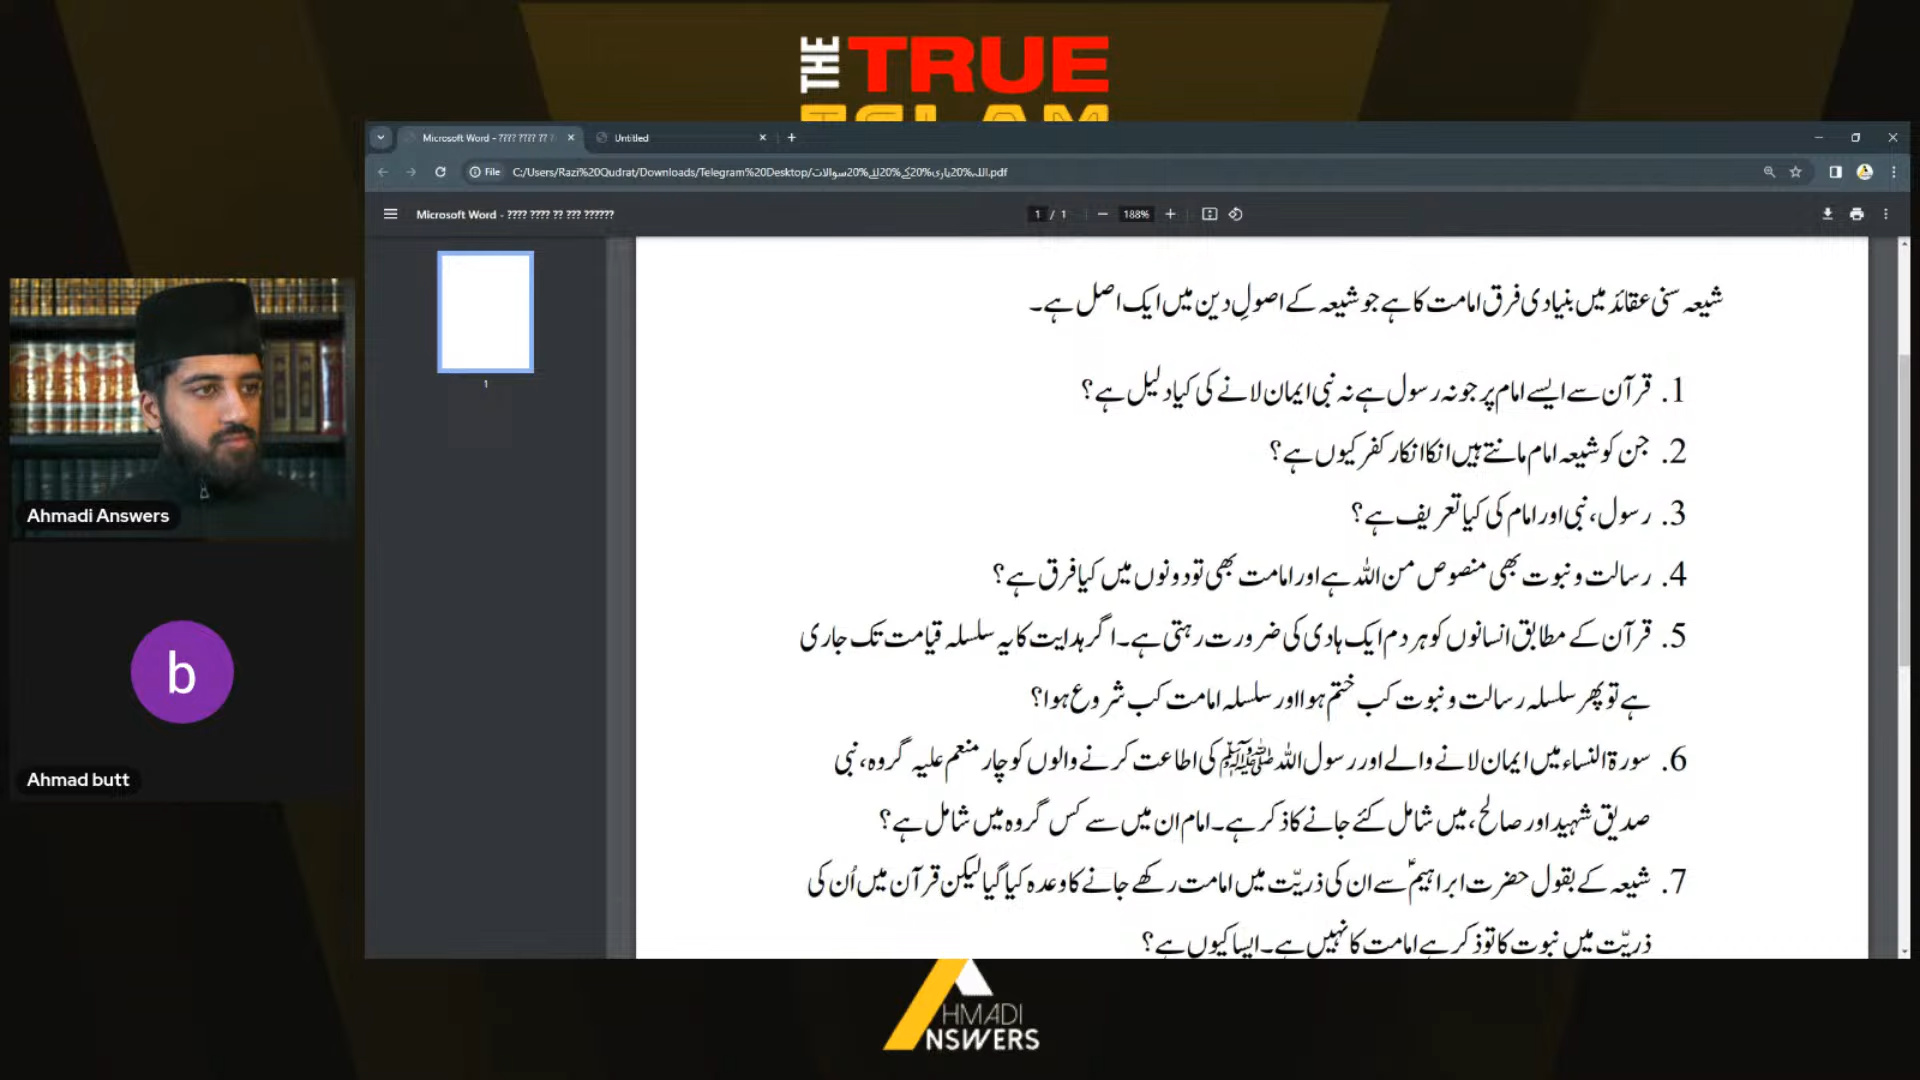 THE TRUE
ISLAM
Microsoft Word - ???? ???? ??
Untitled
File
C:/Users/Razi%20Qudrat/Downloads/Telegram%20Desktop/اللہ%20یاری%20کے%20لئے%20سوالات.pdf
Microsoft Word - ???? ???? ?? ??? ??????
1 / 1
188%
1
شیعہ سنی عقائد میں بنیادی فرق امامت کا ہے جو شیعہ کے اصولِ دین میں ایک اصل ہے۔
1. قرآن سے ایسے امام پر جو نہ رسول ہے نہ نبی ایمان لانے کی کیا دلیل ہے؟
2. جن کو شیعہ امام مانتے ہیں انکا انکار کفر کیوں ہے؟
3. رسول، نبی اور امام کی کیا تعریف ہے؟
4. رسالت و نبوت بھی منصوص من اللہ ہے اور امامت بھی تو دونوں میں کیا فرق ہے؟
5. قرآن کے مطابق انسانوں کو ہر دم ایک ہادی کی ضرورت رہتی ہے۔ اگر ہدایت کا یہ سلسلہ قیامت تک جاری
ہے تو پھر سلسلہ رسالت و نبوت کب ختم ہوا اور سلسلہ امامت کب شروع ہوا؟
6. سورۃ النساء میں ایمان لانے والے اور رسول اللہ ﷺ کی اطاعت کرنے والوں کو چار منعم علیہ گروہ، نبی
صدیق شہید اور صالح، میں شامل کئے جانے کا ذکر ہے۔ امام ان میں سے کس گروہ میں شامل ہے؟
7. شیعہ کے بقول حضرت ابراہیمؑ سے ان کی ذریّت میں امامت رکھے جانے کا وعدہ کیا گیا لیکن قرآن میں اُن کی
ذریّت میں نبوت کا تو ذکر ہے امامت کا نہیں ہے۔ ایسا کیوں ہے؟
Ahmadi Answers
b
Ahmad butt
AHMADI
ANSWERS